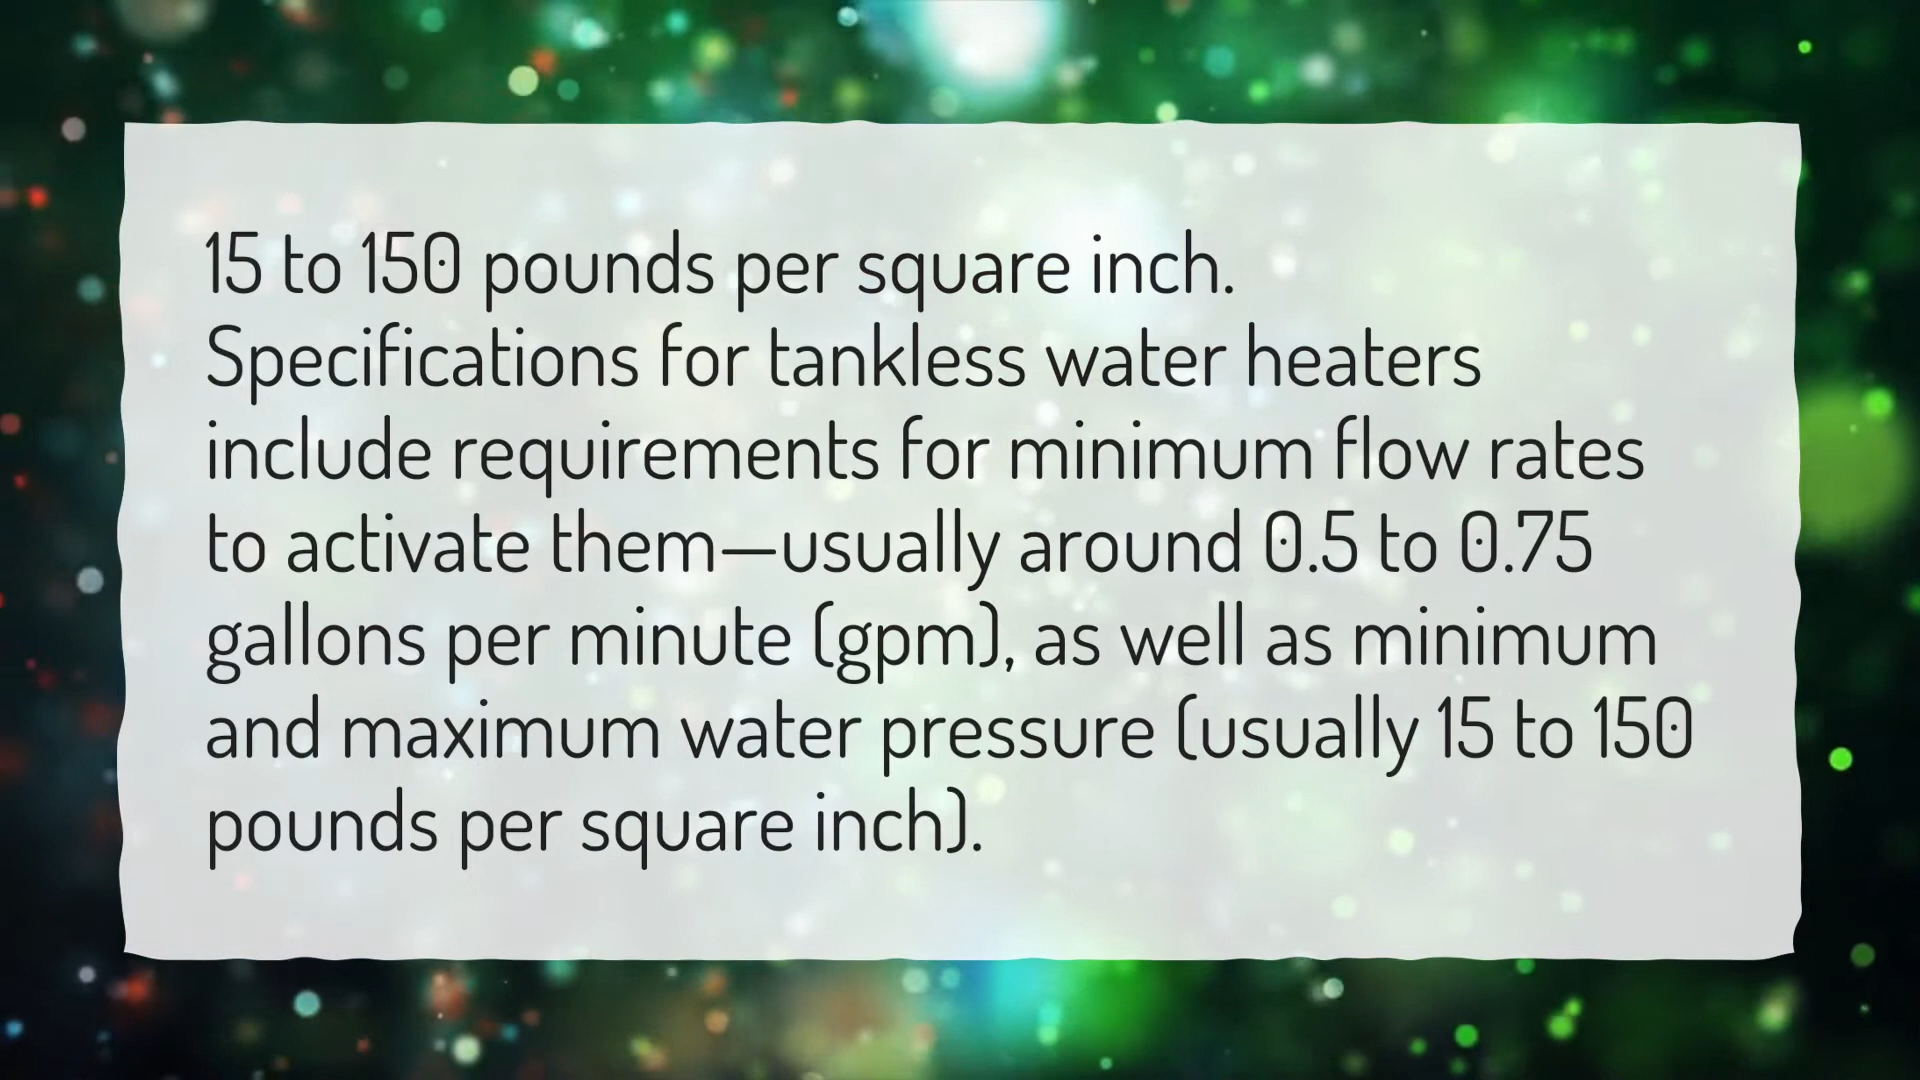 15 to 150 pounds per square inch.
Specifications for tankless water heaters
include requirements for minimum flow rates
to activate them—usually around 0.5 to 0.75
gallons per minute (gpm), as well as minimum
and maximum water pressure (usually 15 to 150
pounds per square inch).